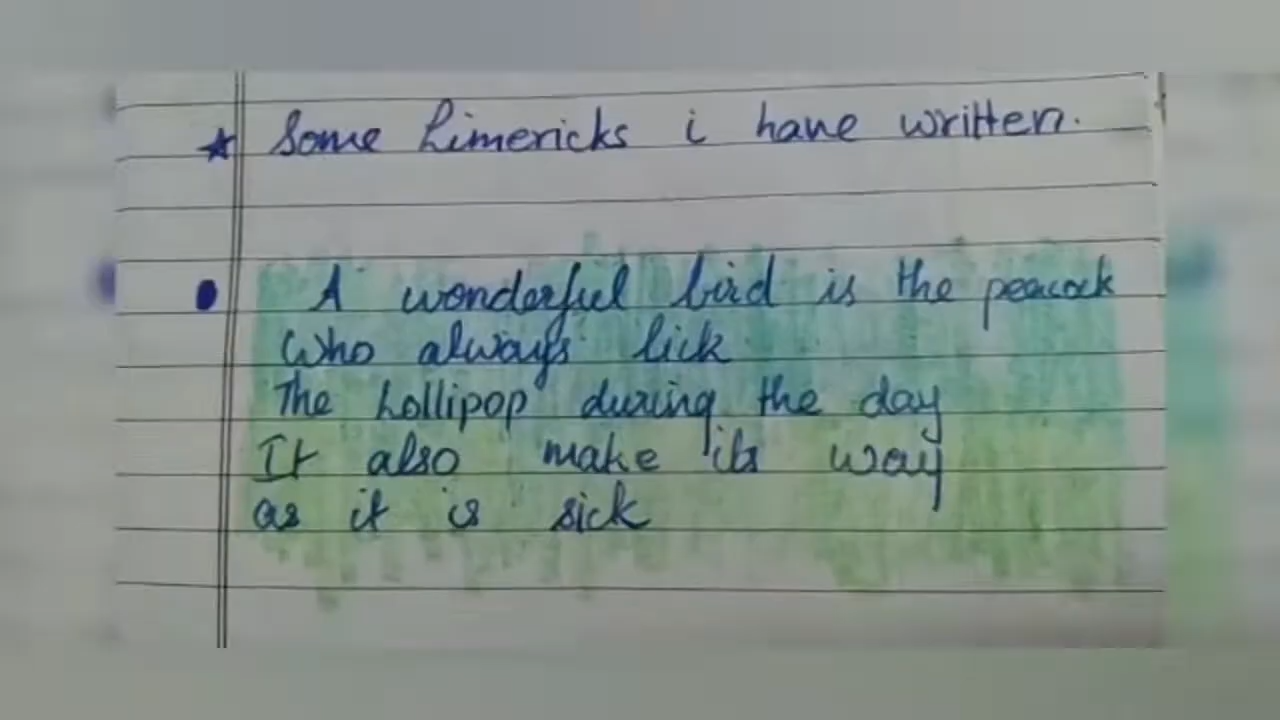 ★ Some Limericks i have written.
• A wonderful bird is the peacock
Who always lick
The Lollipop during the day
It also make its way
as it is sick